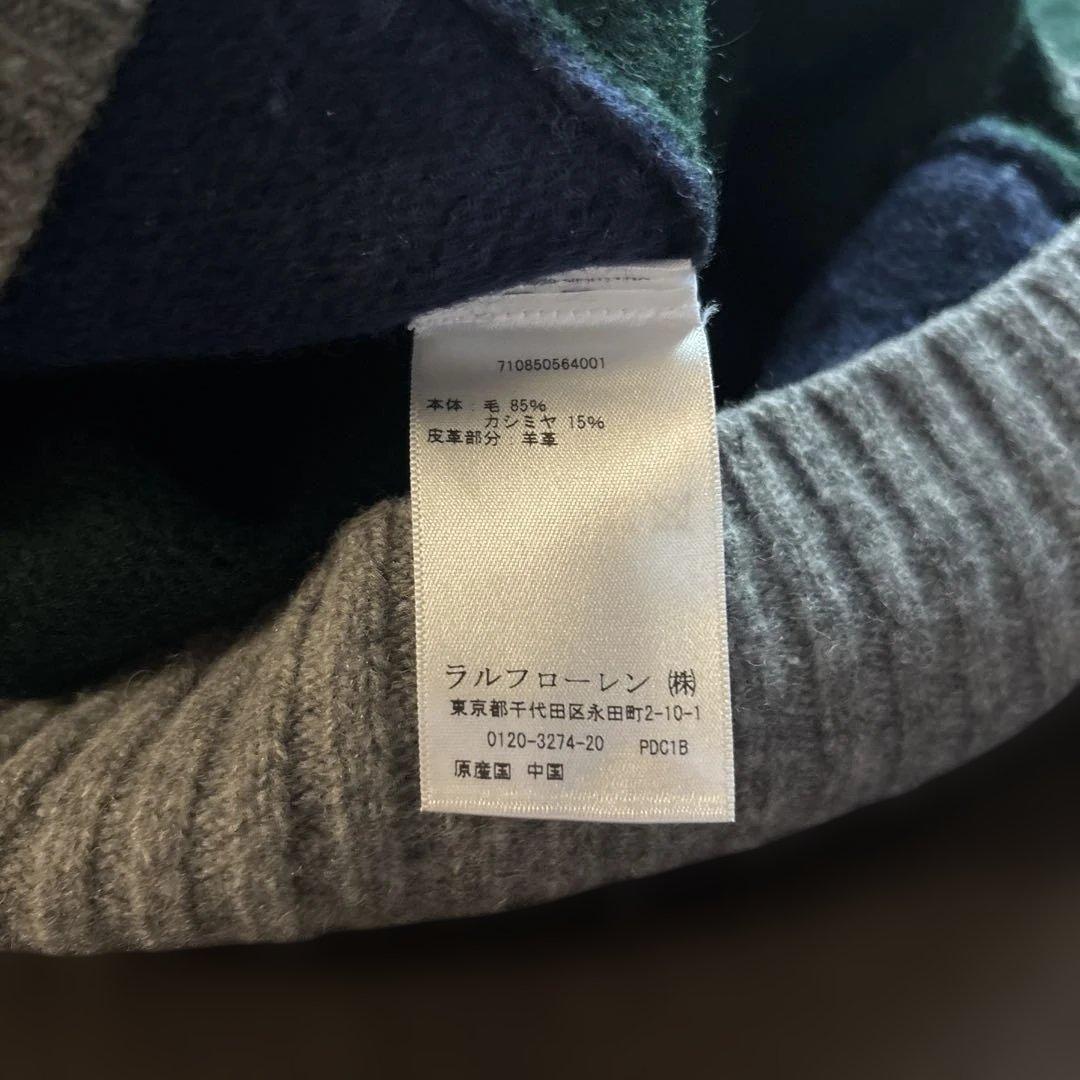 710850564001
本体：毛 85%
カシミヤ 15%
皮革部分：羊革
ラルフローレン ㈱
東京都千代田区永田町2-10-1
0120-3274-20 PDC1B
原産国 中国